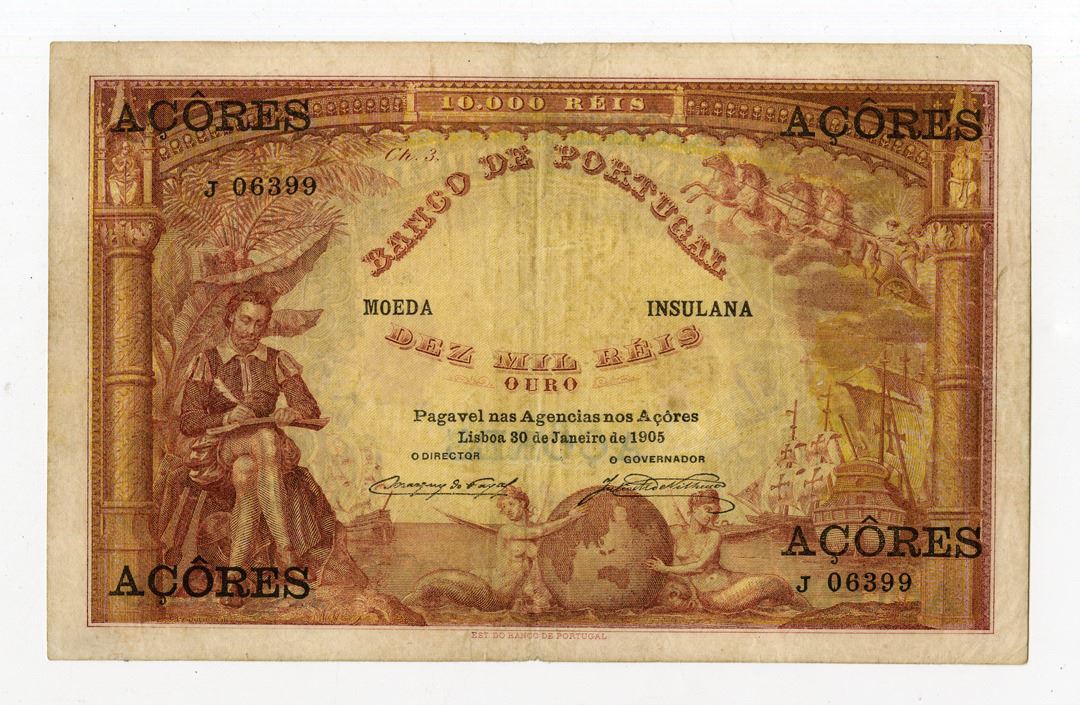 10.000 RÉIS
AÇÔRES AÇÔRES
Ch. 3.
J 06399
BANCO DE PORTUGAL
MOEDA INSULANA
DEZ MIL RÉIS
OURO
Pagavel nas Agencias nos Açôres
Lisboa 30 de Janeiro de 1905
O DIRECTOR O GOVERNADOR
AÇÔRES
AÇÔRES
J 06399
EST. DO BANCO DE PORTUGAL